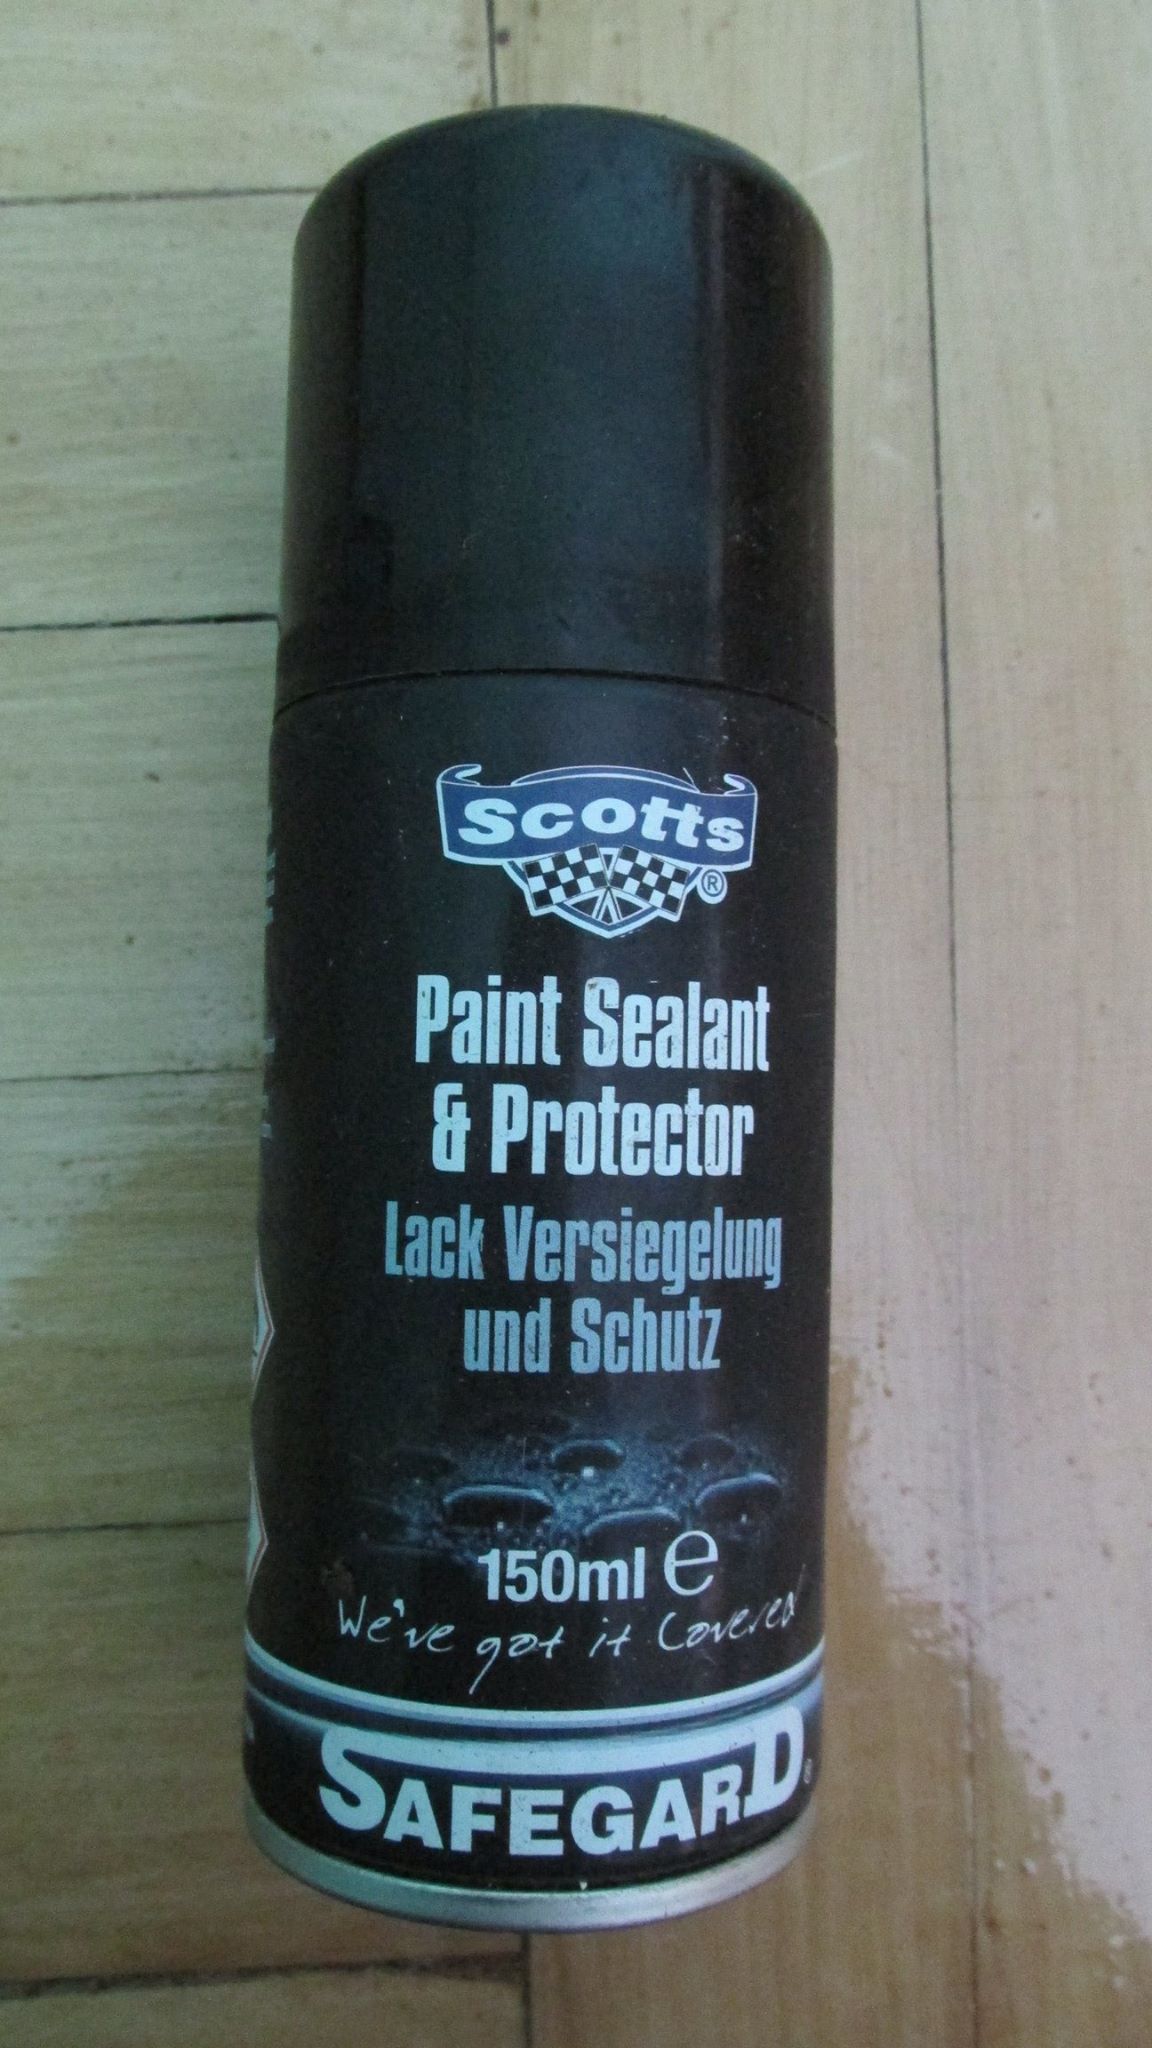 Scotts
®
Paint Sealant
& Protector
Lack Versiegelung
und Schutz
150ml e
We've got it Covered
SAFEGARD®